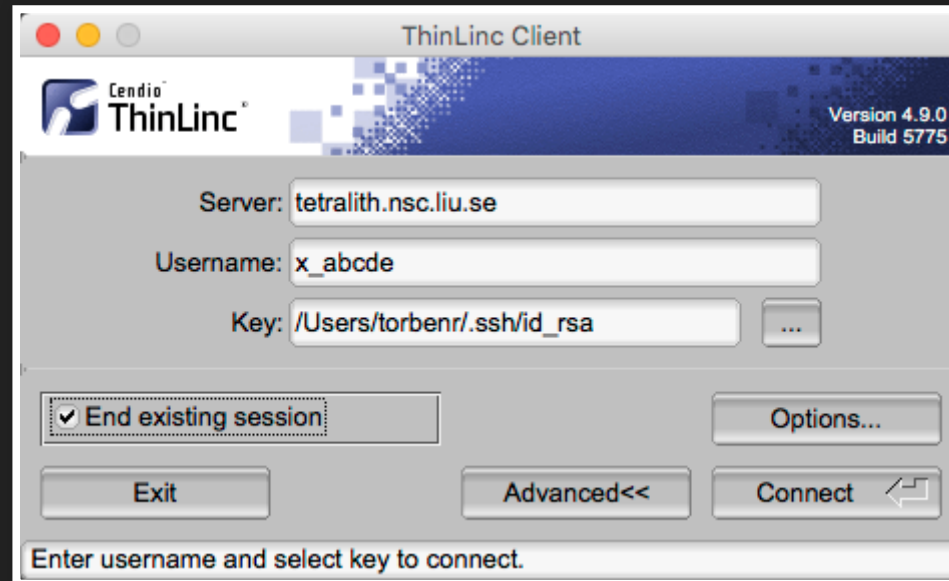 ThinLinc Client
Cendio
ThinLinc
Version 4.9.0
Build 5775
Server: tetralith.nsc.liu.se
Username: x_abcde
Key: /Users/torbenr/.ssh/id_rsa ...
End existing session
Options...
Exit
Advanced<<
Connect
Enter username and select key to connect.